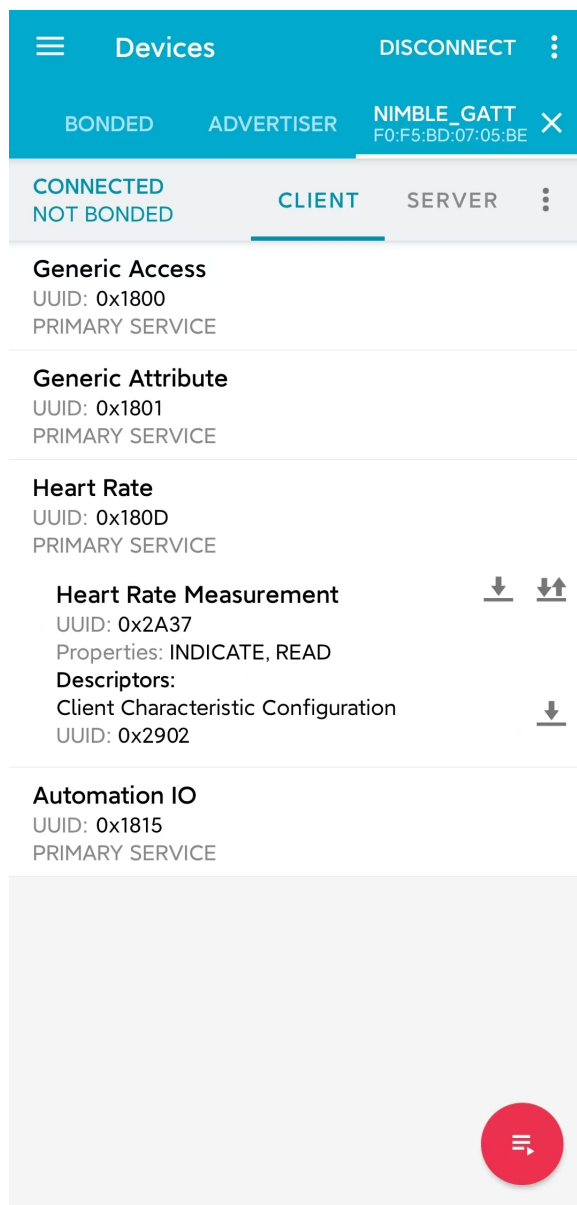 Devices
DISCONNECT
BONDED
ADVERTISER
NIMBLE_GATT
F0:F5:BD:07:05:BE
CONNECTED
NOT BONDED
CLIENT
SERVER
Generic Access
UUID: 0x1800
PRIMARY SERVICE
Generic Attribute
UUID: 0x1801
PRIMARY SERVICE
Heart Rate
UUID: 0x180D
PRIMARY SERVICE
Heart Rate Measurement
UUID: 0x2A37
Properties: INDICATE, READ
Descriptors:
Client Characteristic Configuration
UUID: 0x2902
Automation IO
UUID: 0x1815
PRIMARY SERVICE